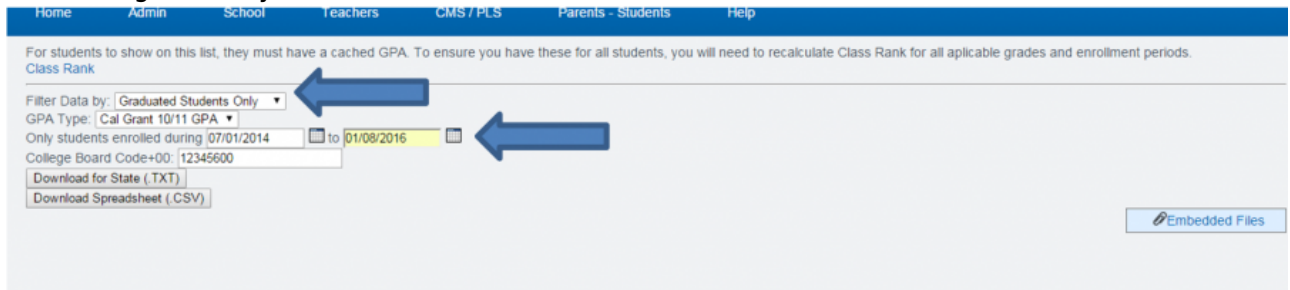 Home Admin School Teachers CMS / PLS Parents - Students Help
For students to show on this list, they must have a cached GPA. To ensure you have these for all students, you will need to recalculate Class Rank for all aplicable grades and enrollment periods.
Class Rank
Filter Data by: Graduated Students Only
GPA Type: Cal Grant 10/11 GPA
Only students enrolled during 07/01/2014 to 01/08/2016
College Board Code+00: 12345600
Download for State (.TXT)
Download Spreadsheet (.CSV)
Embedded Files